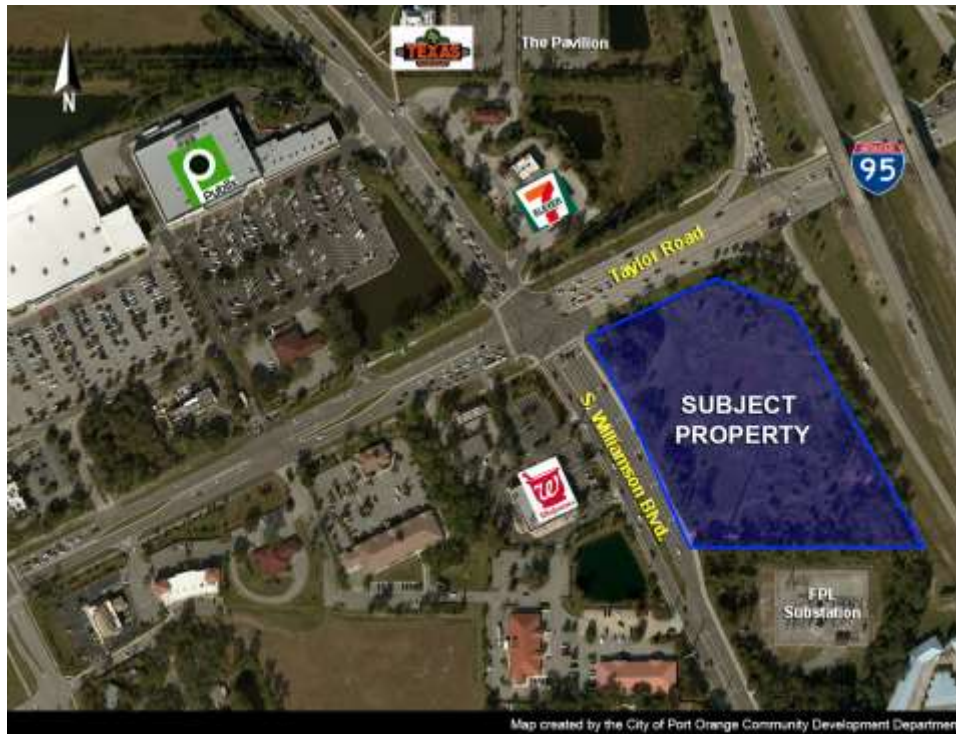 TEXAS
The Pavilion
N
Publix
7
ELEVEN
95
Taylor Road
SUBJECT
PROPERTY
S. Williamson Blvd.
W
FPL
Substation
Map created by the City of Port Orange Community Development Departmen